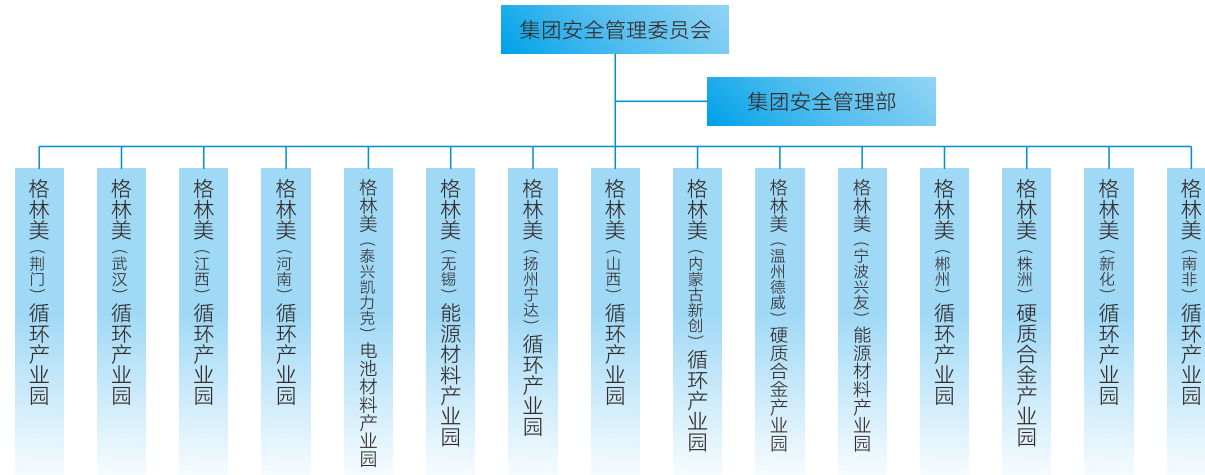 集团安全管理委员会
集团安全管理部
格林美（荆门）循环产业园
格林美（武汉）循环产业园
格林美（江西）循环产业园
格林美（河南）循环产业园
格林美（泰兴凯力克）电池材料产业园
格林美（无锡）能源材料产业园
格林美（扬州宁达）循环产业园
格林美（山西）循环产业园
格林美（内蒙古新创）循环产业园
格林美（温州德威）硬质合金产业园
格林美（宁波兴友）能源材料产业园
格林美（郴州）循环产业园
格林美（株洲）硬质合金产业园
格林美（新化）循环产业园
格林美（南非）循环产业园